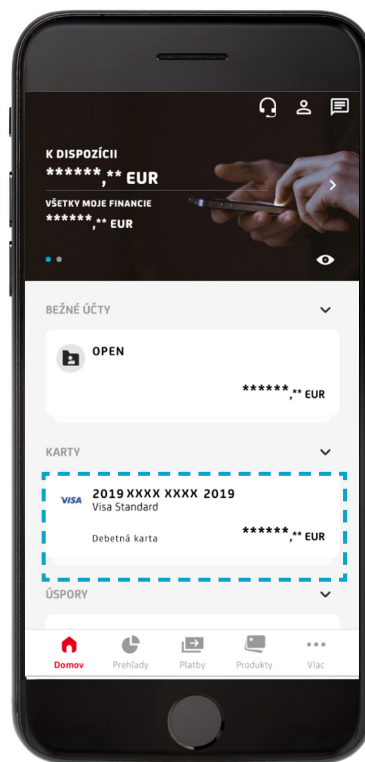 K DISPOZÍCII
******,** EUR
VŠETKY MOJE FINANCIE
******,** EUR
BEŽNÉ ÚČTY
OPEN
******,** EUR
KARTY
VISA 2019 XXXX XXXX 2019
Visa Standard
Debetná karta ******,** EUR
ÚSPORY
Domov Prehľady Platby Produkty Viac